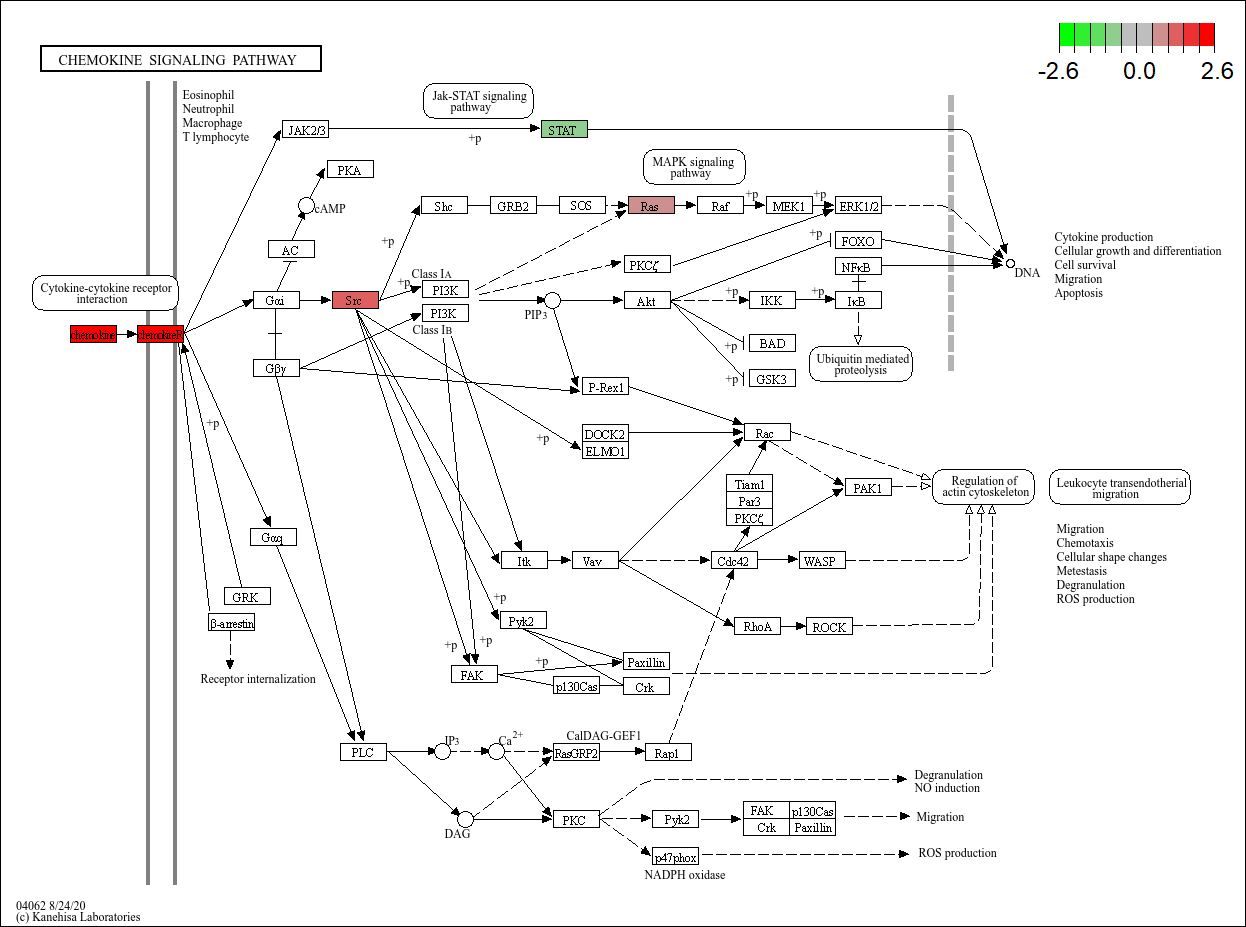 -2.6 0.0 2.6
CHEMOKINE SIGNALING PATHWAY
Eosinophil
Neutrophil
Macrophage
T lymphocyte
Jak-STAT signaling
pathway
JAK2/3
+p
STAT
MAPK signaling
pathway
PKA
cAMP
Shc
GRB2
SOS
Ras
Raf
+p
MEK1
+p
ERK1/2
AC
+p
+p
FOXO
Cytokine production
Cellular growth and differentiation
Cell survival
Migration
Apoptosis
DNA
PKCζ
NFκB
Class IA
PI3K
+p
Cytokine-cytokine receptor
interaction
Gαi
Src
PI3K
Class IB
PIP3
Akt
+p
IKK
+p
IκB
chemokine
chemokineR
+p
BAD
Ubiquitin mediated
proteolysis
Gβγ
+p
GSK3
P-Rex1
+p
+p
DOCK2
ELMO1
Rac
Tiam1
Par3
PKCζ
PAK1
Regulation of
actin cytoskeleton
Leukocyte transendotherial
migration
Gαq
Itk
Vav
Cdc42
WASP
Migration
Chemotaxis
Cellular shape changes
Metestasis
Degranulation
ROS production
GRK
β-arrestin
+p
Pyk2
RhoA
ROCK
+p
+p
+p
FAK
Paxillin
p130Cas
Crk
Receptor internalization
PLC
IP3
Ca2+
CalDAG-GEF1
RasGRP2
Rap1
DAG
PKC
Degranulation
NO induction
Pyk2
FAK
p130Cas
Crk
Paxillin
Migration
p47phox
NADPH oxidase
ROS production
04062 8/24/20
(c) Kanehisa Laboratories